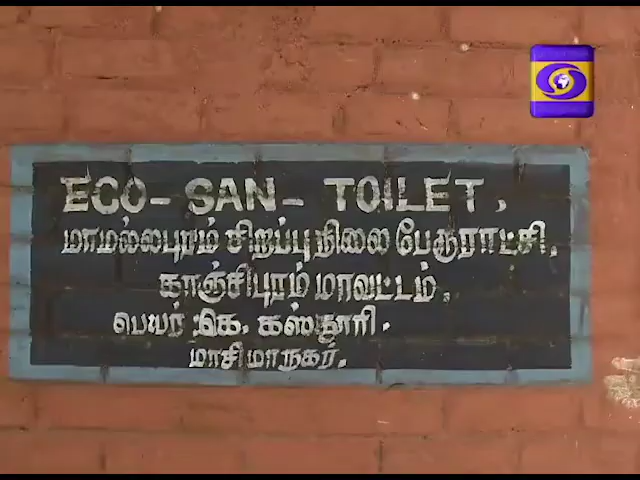 ECO-SAN-TOILET,
மாமல்லபுரம் சிறப்பு நிலை பேரூராட்சி.
காஞ்சிபுரம் மாவட்டம்.
பெயர் கெ. கஸ்தூரி.
மாசிமாநகர்.